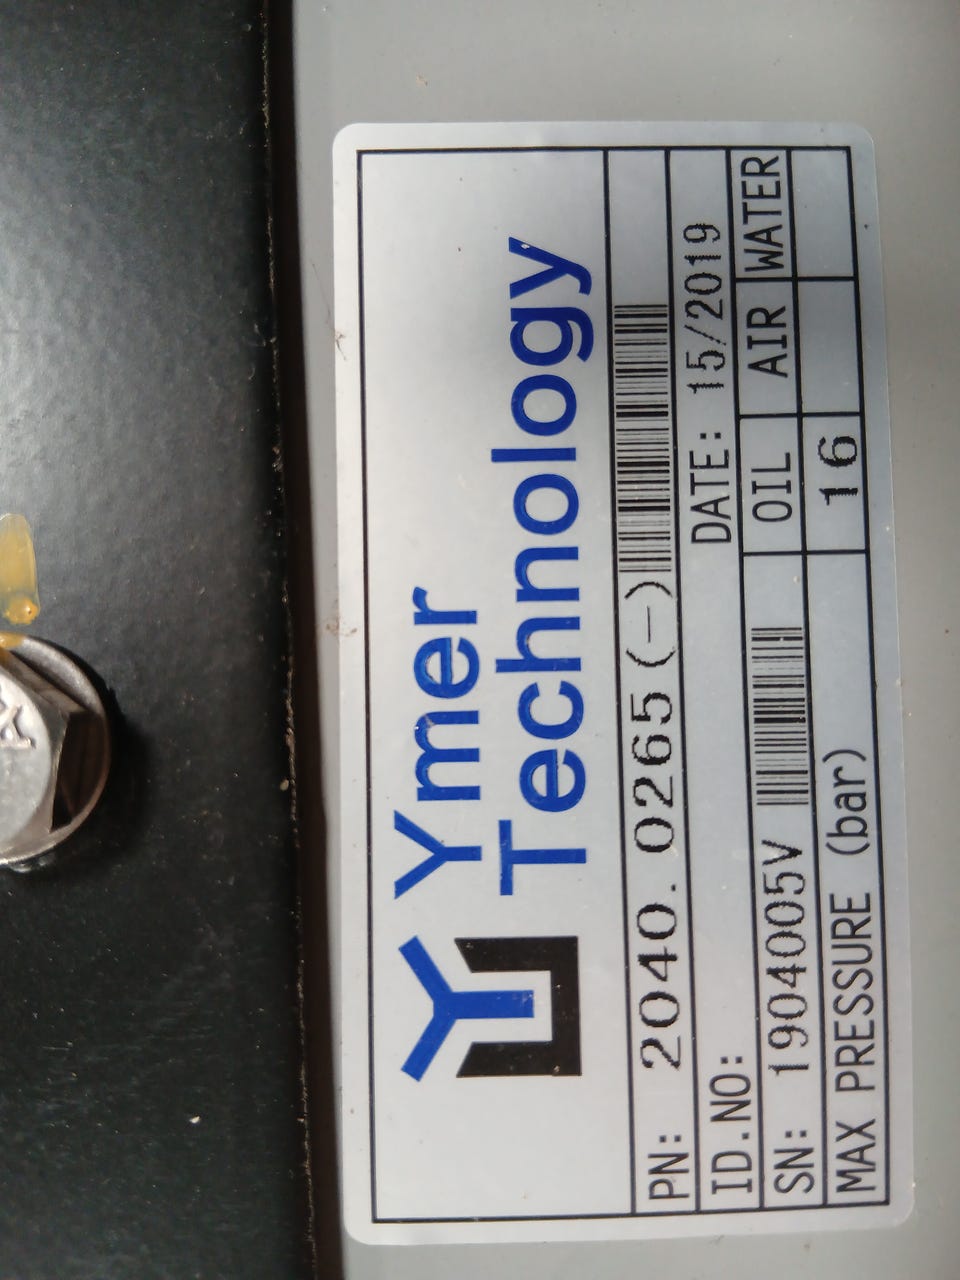 Ymer
Technology
PN: 2040.0265(-)
ID.NO: DATE: 15/2019
SN: 1904005V OIL AIR WATER
MAX PRESSURE (bar) 16